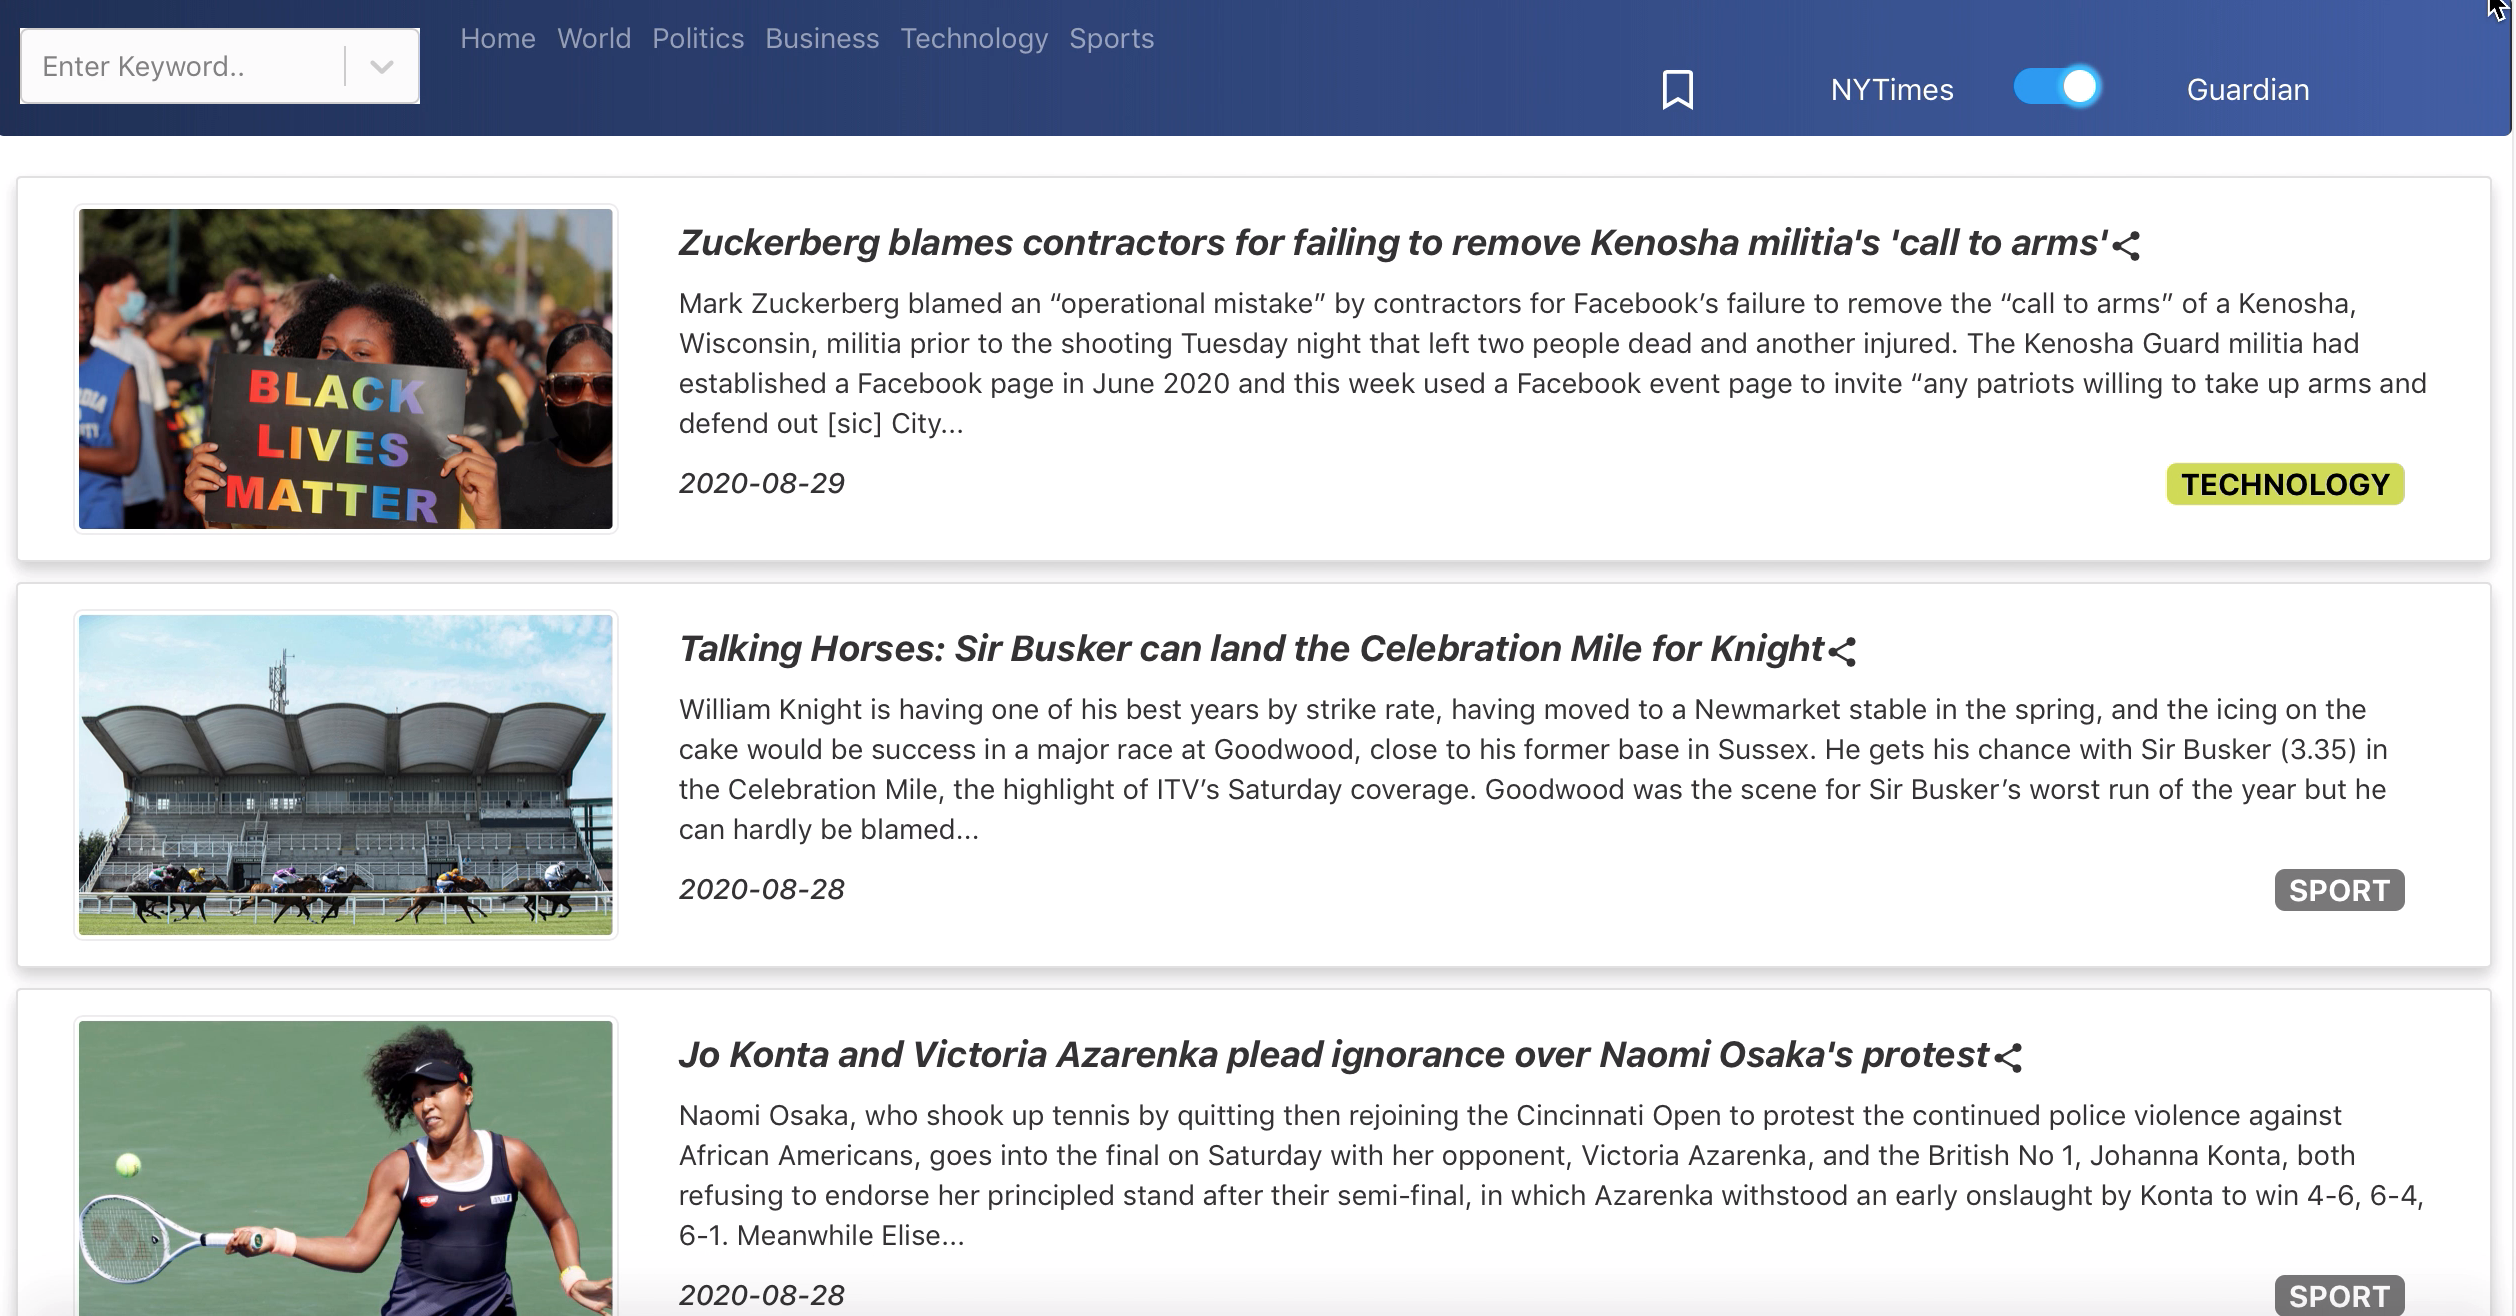 Enter Keyword..
Home World Politics Business Technology Sports
NYTimes
Guardian
BLACK
LIVES
MATTER
Zuckerberg blames contractors for failing to remove Kenosha militia's 'call to arms'
Mark Zuckerberg blamed an “operational mistake” by contractors for Facebook’s failure to remove the “call to arms” of a Kenosha,
Wisconsin, militia prior to the shooting Tuesday night that left two people dead and another injured. The Kenosha Guard militia had
established a Facebook page in June 2020 and this week used a Facebook event page to invite “any patriots willing to take up arms and
defend out [sic] City...
2020-08-29
TECHNOLOGY
Talking Horses: Sir Busker can land the Celebration Mile for Knight
William Knight is having one of his best years by strike rate, having moved to a Newmarket stable in the spring, and the icing on the
cake would be success in a major race at Goodwood, close to his former base in Sussex. He gets his chance with Sir Busker (3.35) in
the Celebration Mile, the highlight of ITV’s Saturday coverage. Goodwood was the scene for Sir Busker’s worst run of the year but he
can hardly be blamed...
2020-08-28
SPORT
Jo Konta and Victoria Azarenka plead ignorance over Naomi Osaka's protest
Naomi Osaka, who shook up tennis by quitting then rejoining the Cincinnati Open to protest the continued police violence against
African Americans, goes into the final on Saturday with her opponent, Victoria Azarenka, and the British No 1, Johanna Konta, both
refusing to endorse her principled stand after their semi-final, in which Azarenka withstood an early onslaught by Konta to win 4-6, 6-4,
6-1. Meanwhile Elise...
2020-08-28
SPORT